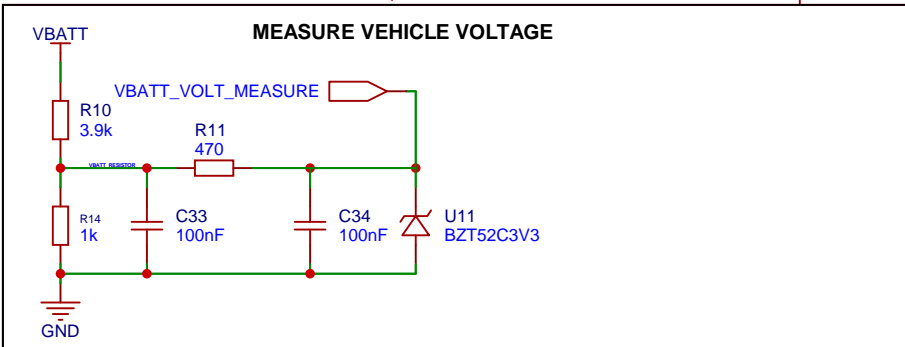 MEASURE VEHICLE VOLTAGE
VBATT
VBATT_VOLT_MEASURE
R10
3.9k
R11
470
VBATT_RESISTOR
R14
1k
C33
100nF
C34
100nF
U11
BZT52C3V3
GND